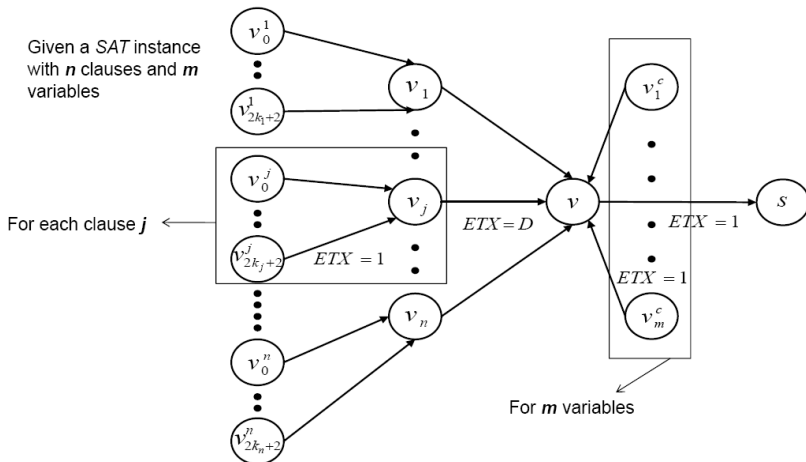 Given a SAT instance
with n clauses and m
variables
v_0^1
v_{2k_1+2}^1
v_1
v_1^c
v_0^j
v_j
v
s
For each clause j
ETX = D
ETX = 1
v_{2k_j+2}^j
ETX = 1
ETX = 1
v_n
v_m^c
v_0^n
For m variables
v_{2k_n+2}^n